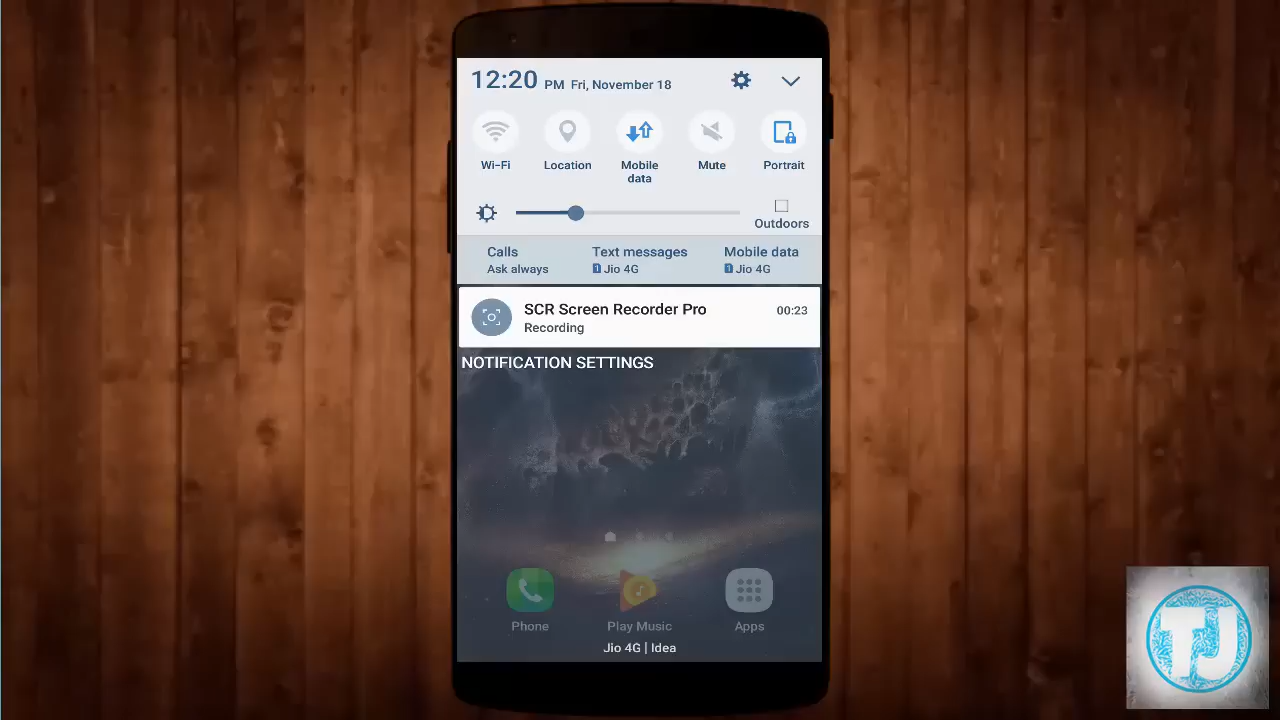 12:20 PM Fri, November 18
Wi-Fi
Location
Mobile data
Mute
Portrait
Outdoors
Calls
Ask always
Text messages
1 Jio 4G
Mobile data
1 Jio 4G
SCR Screen Recorder Pro
00:23
Recording
NOTIFICATION SETTINGS
Phone
Play Music
Apps
Jio 4G | Idea
TJ